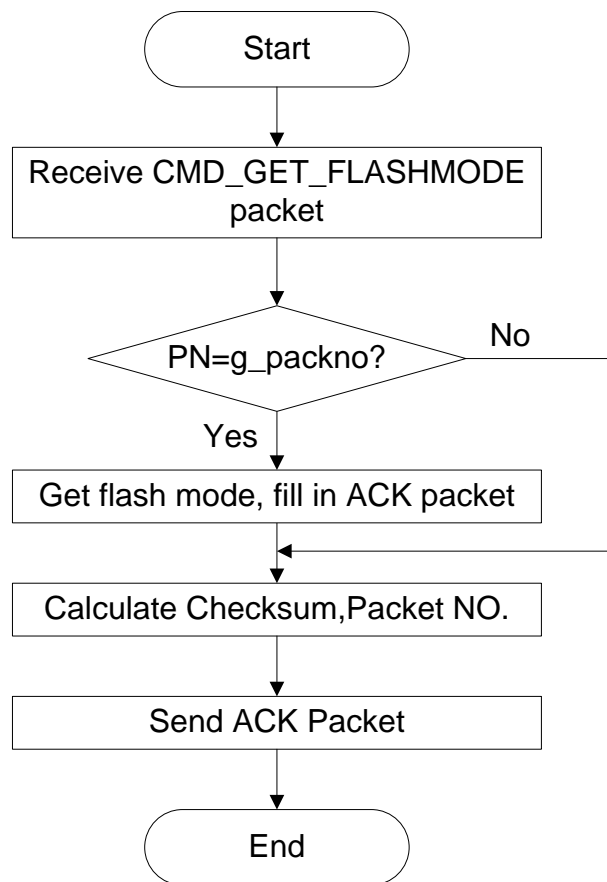 Start
Receive CMD_GET_FLASHMODE
packet
No
PN=g_packno?
Yes
Get flash mode, fill in ACK packet
Calculate Checksum,Packet NO.
Send ACK Packet
End